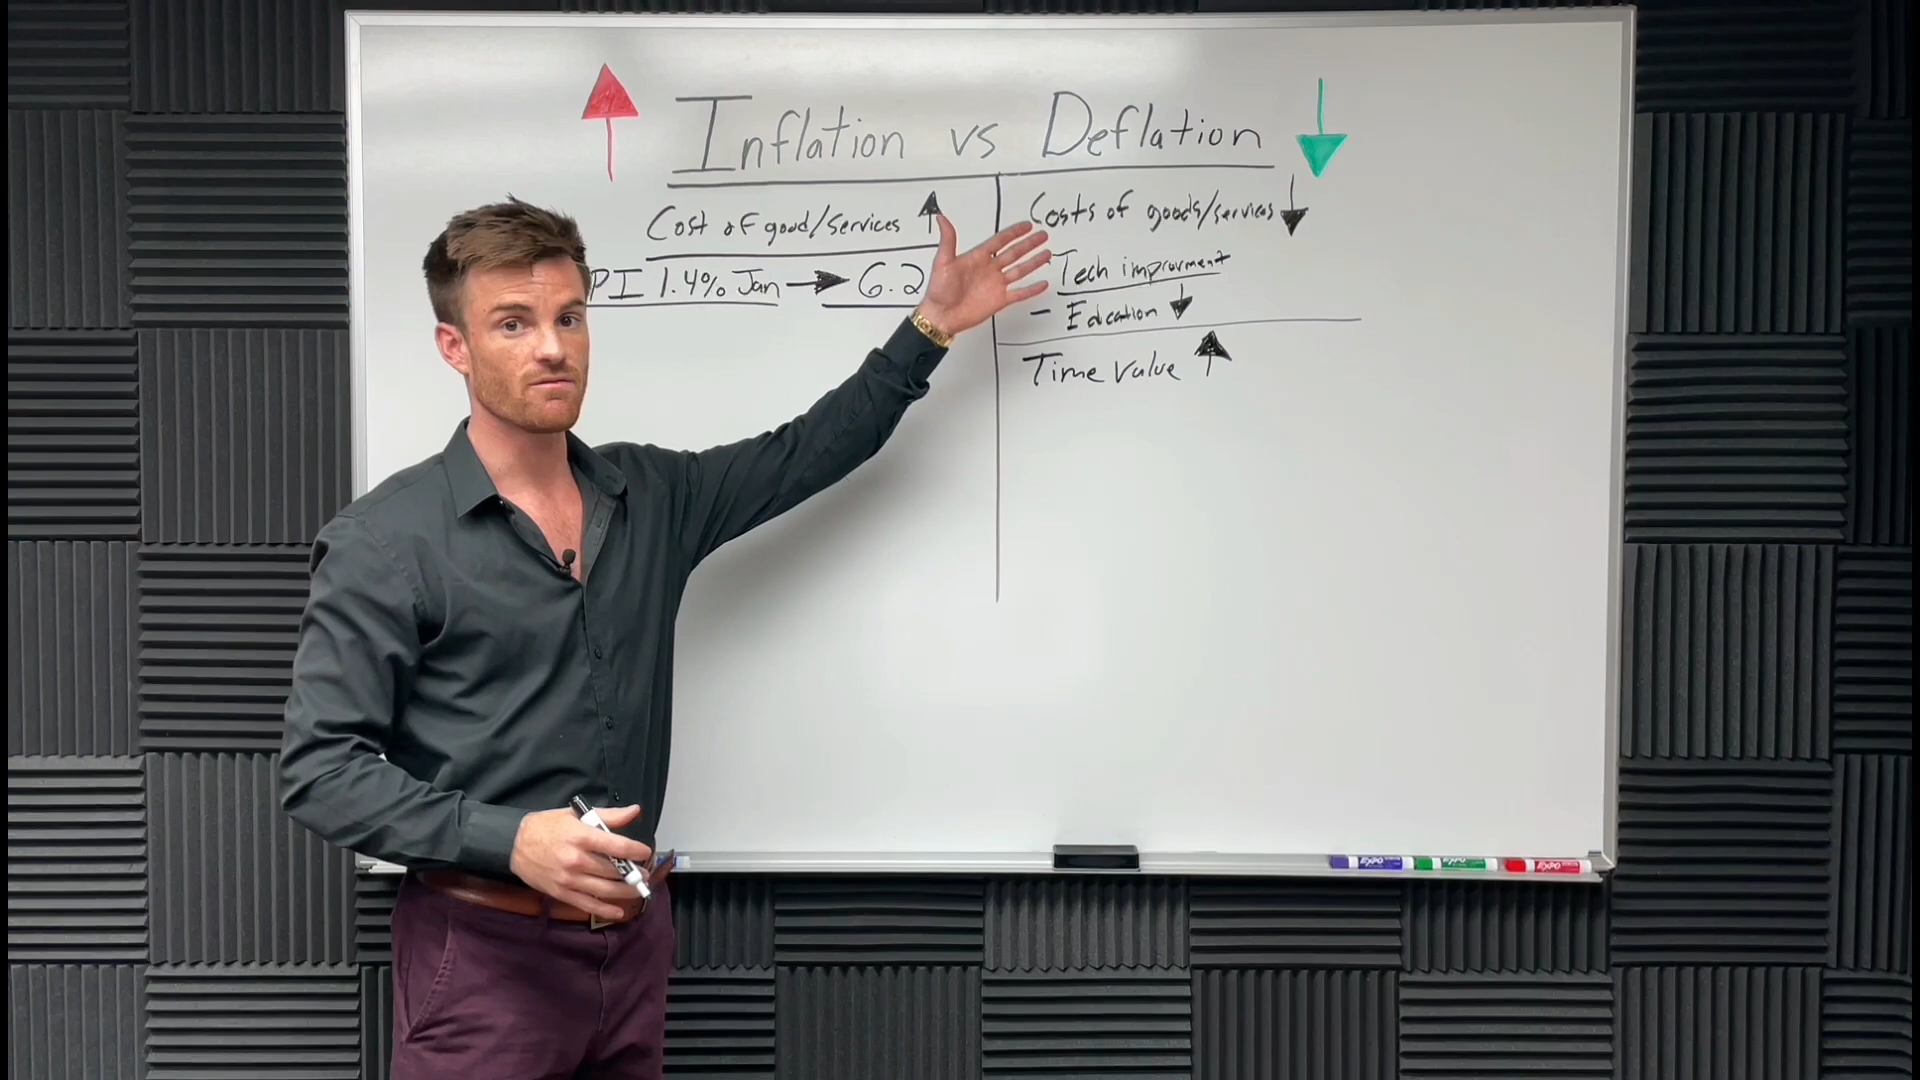 Inflation vs Deflation
Cost of good/services
PI 1.4% Jan → 6.2
Costs of goods/services
Tech improvment
- Edcation
Time value
EXPO EXPO EXPO